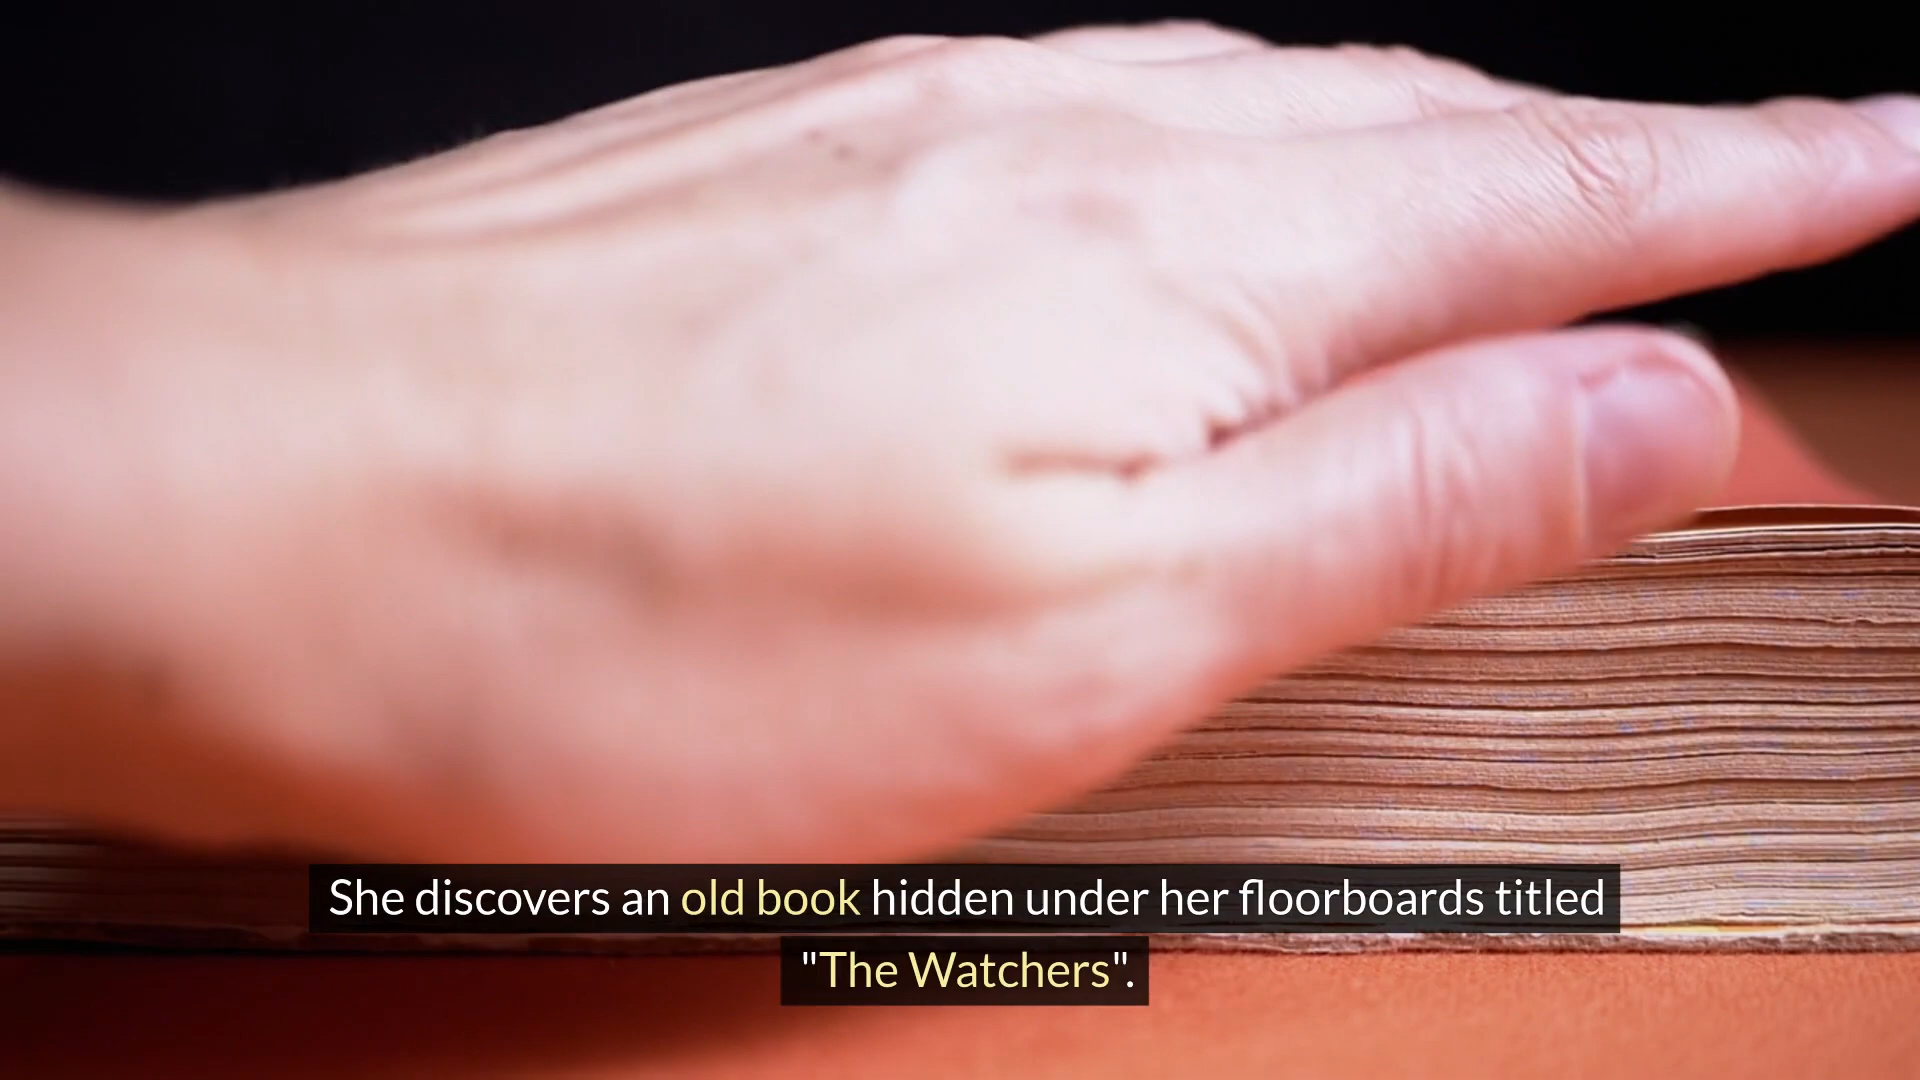 She discovers an old book hidden under her floorboards titled
"The Watchers".